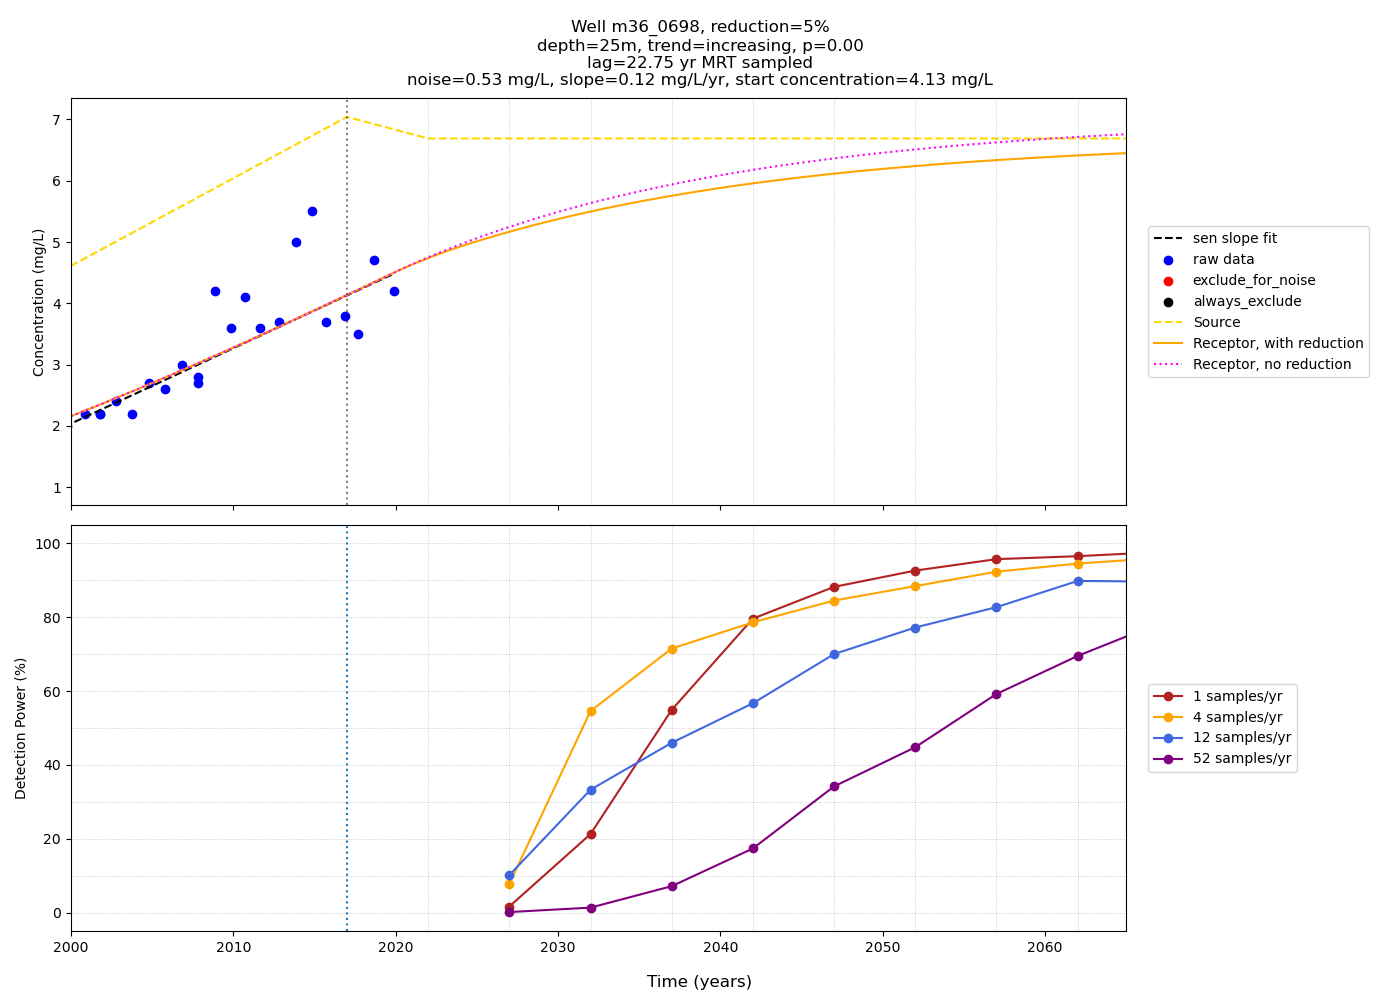 Well m36_0698, reduction=5%
depth=25m, trend=increasing, p=0.00
lag=22.75 yr MRT sampled
noise=0.53 mg/L, slope=0.12 mg/L/yr, start concentration=4.13 mg/L
Concentration (mg/L)
7
6
5
4
3
2
1
sen slope fit
raw data
exclude_for_noise
always_exclude
Source
Receptor, with reduction
Receptor, no reduction
Detection Power (%)
100
80
60
40
20
0
1 samples/yr
4 samples/yr
12 samples/yr
52 samples/yr
2000 2010 2020 2030 2040 2050 2060
Time (years)